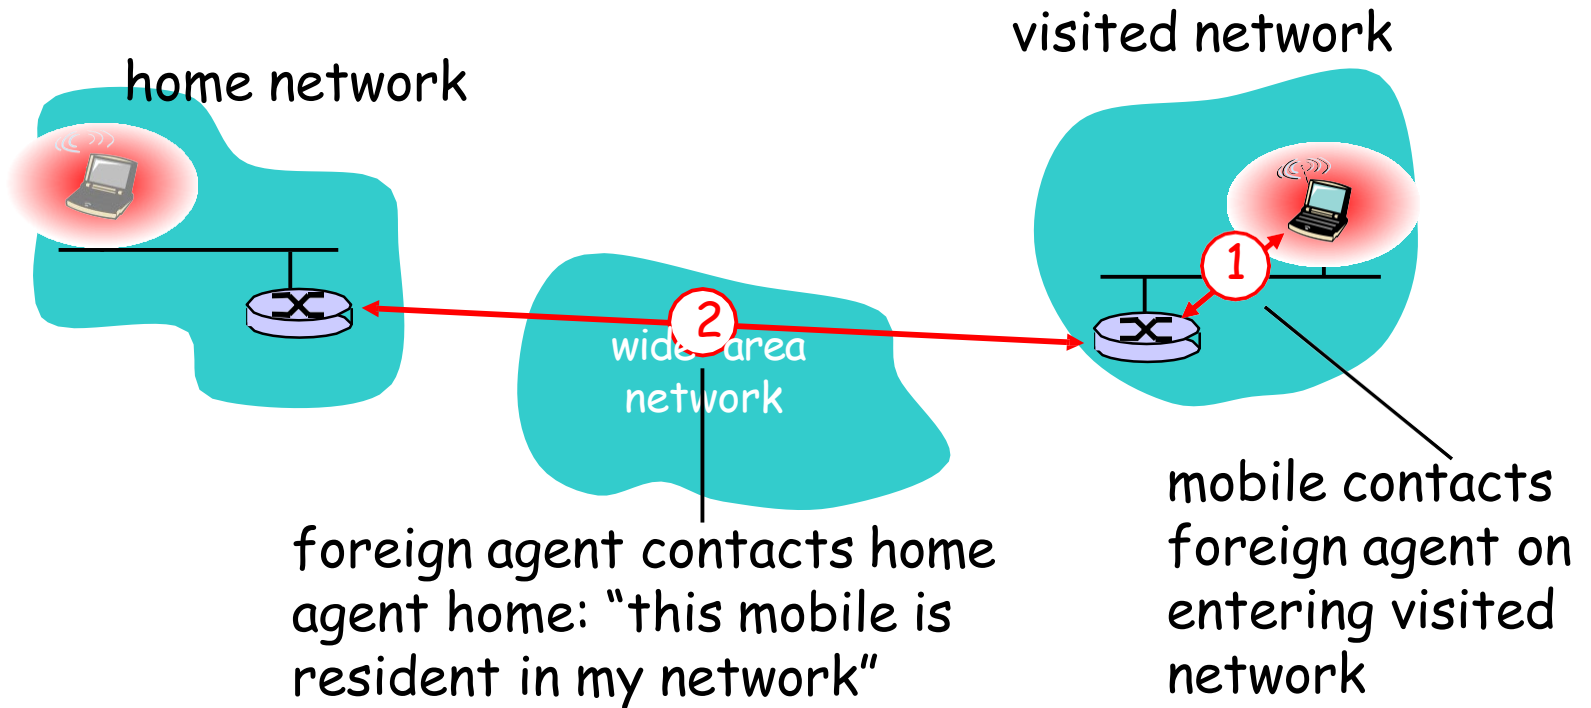 visited network
home network
1
2
wide area
network
foreign agent contacts home
agent home: “this mobile is
resident in my network”
mobile contacts
foreign agent on
entering visited
network